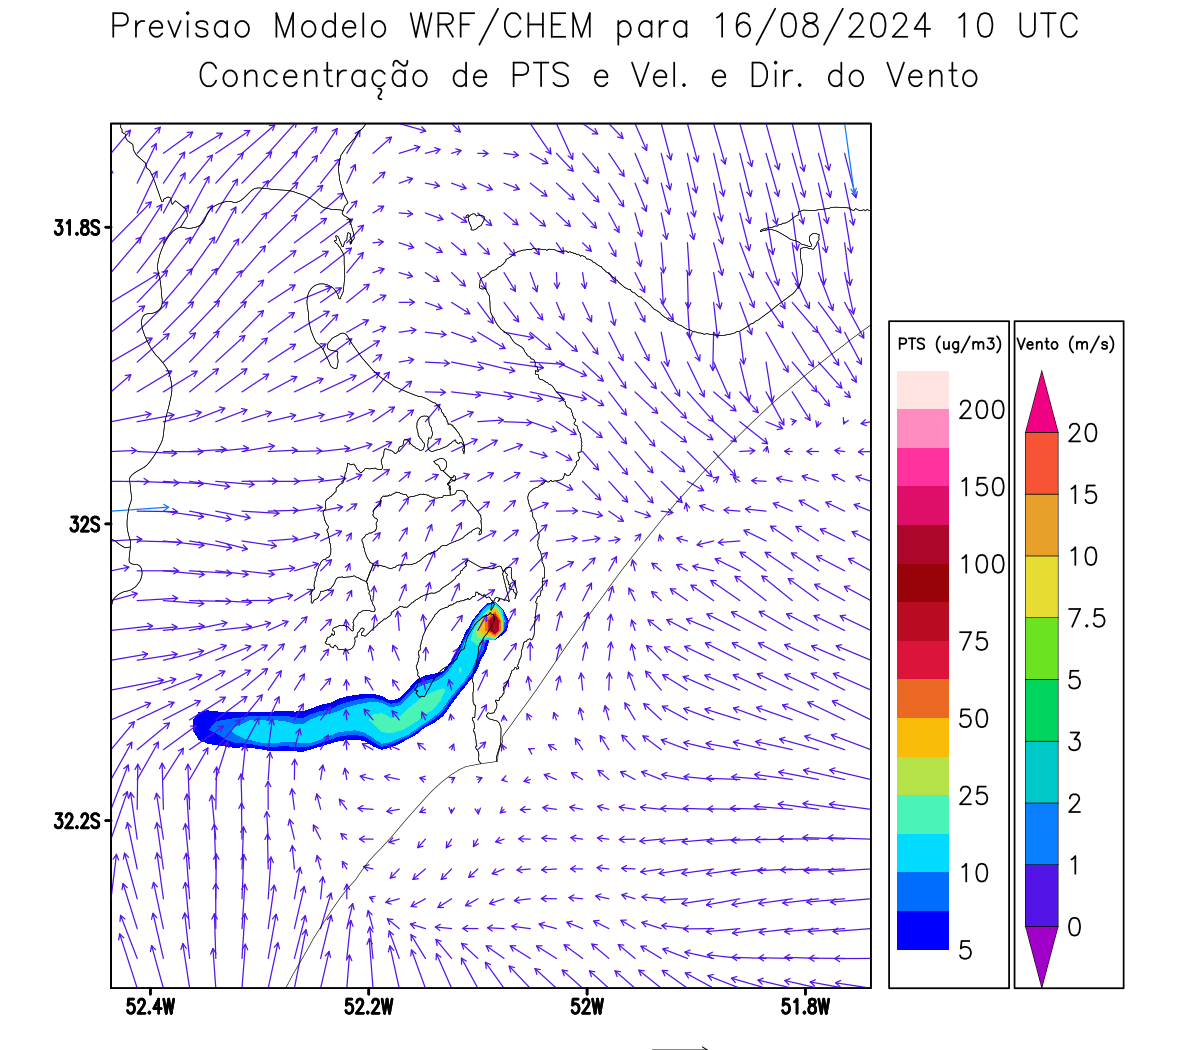 Previsao Modelo WRF/CHEM para 16/08/2024 10 UTC
Concentração de PTS e Vel. e Dir. do Vento
31.8S
32S
32.2S
52.4W 52.2W 52W 51.8W
PTS (ug/m3)
200
150
100
75
50
25
10
5
Vento (m/s)
20
15
10
7.5
5
3
2
1
0